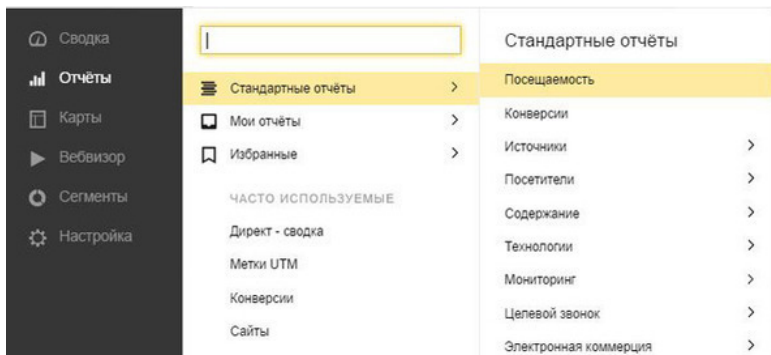 Сводка
Отчёты
Карты
Вебвизор
Сегменты
Настройка
Стандартные отчёты
Мои отчёты
Избранные
ЧАСТО ИСПОЛЬЗУЕМЫЕ
Директ - сводка
Метки UTM
Конверсии
Сайты
Стандартные отчёты
Посещаемость
Конверсии
Источники
Посетители
Содержание
Технологии
Мониторинг
Целевой звонок
Электронная коммерция